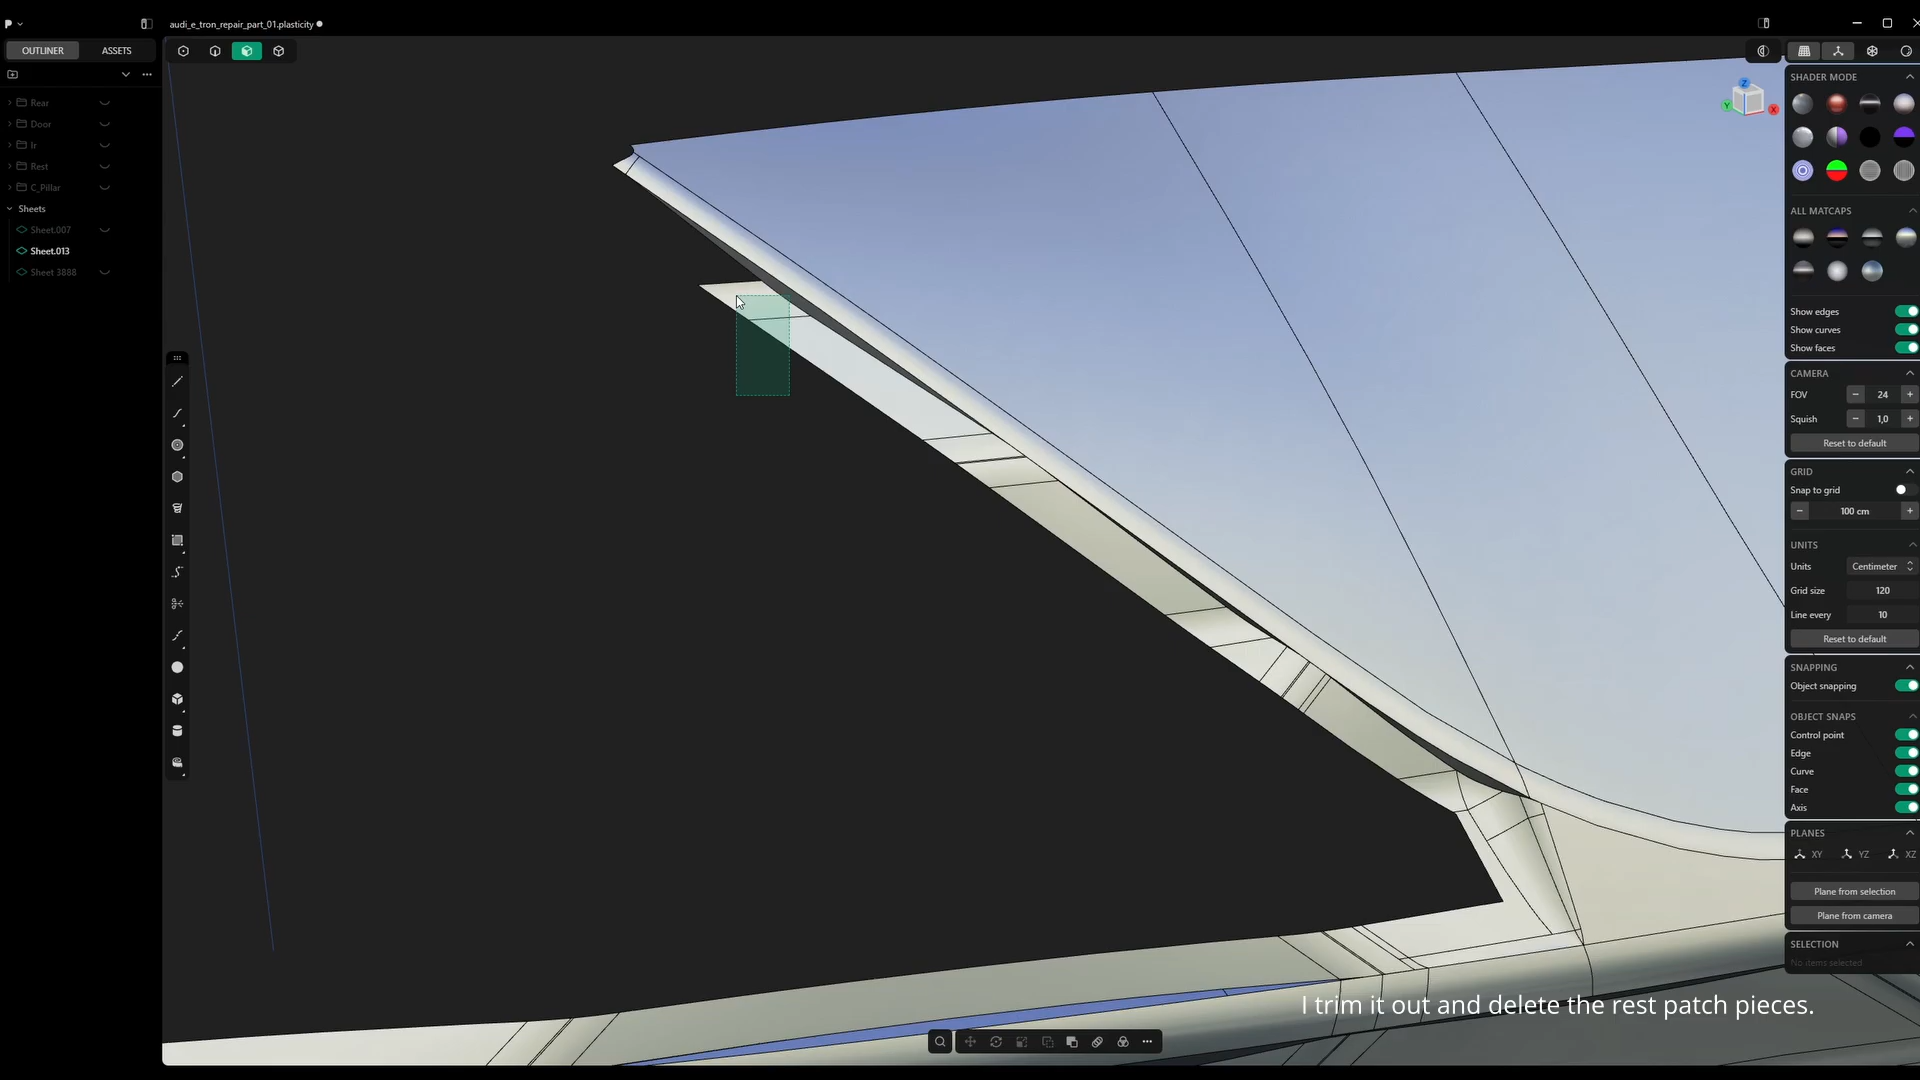 audi_e_tron_repair_part_01.plasticity
OUTLINER
ASSETS
Rear
Door
Ir
Rest
C_Pillar
Sheets
Sheet.007
Sheet.013
Sheet 3888
Z
Y
X
SHADER MODE
ALL MATCAPS
Show edges
Show curves
Show faces
CAMERA
FOV
24
Squish
1,0
Reset to default
GRID
Snap to grid
100 cm
UNITS
Units
Centimeter
Grid size
120
Line every
10
Reset to default
SNAPPING
Object snapping
OBJECT SNAPS
Control point
Edge
Curve
Face
Axis
PLANES
XY
YZ
XZ
Plane from selection
Plane from camera
SELECTION
No items selected
I trim it out and delete the rest patch pieces.